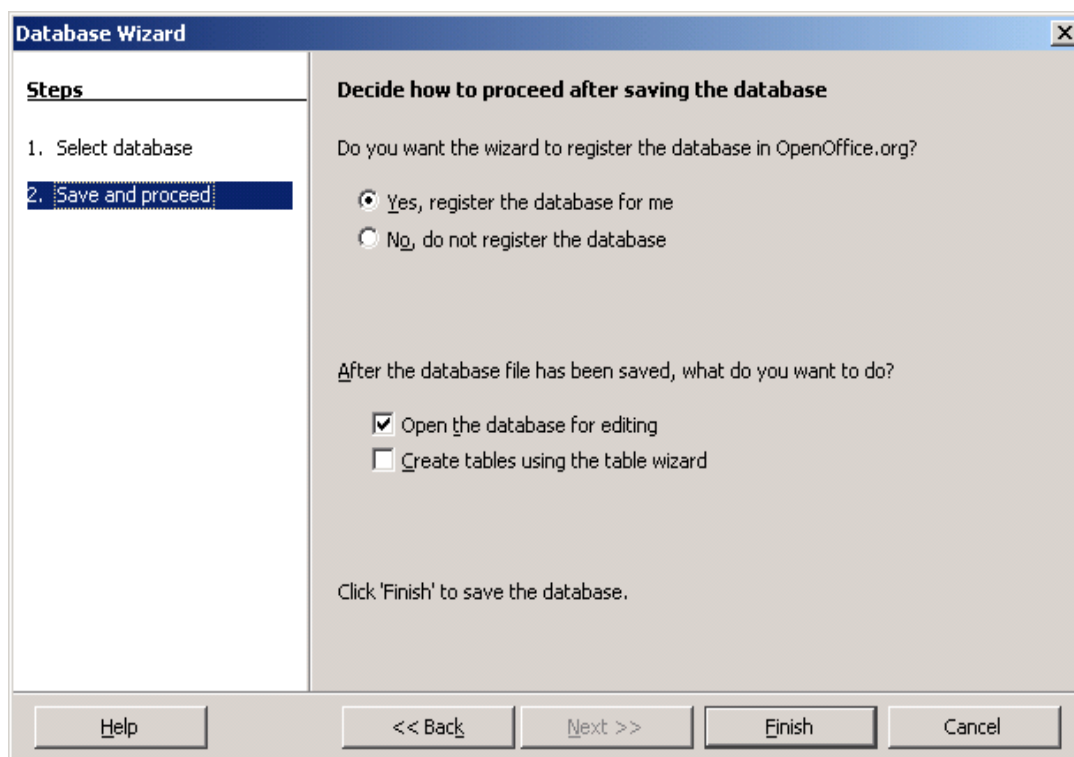 Database Wizard
Steps
1. Select database
2. Save and proceed
Decide how to proceed after saving the database
Do you want the wizard to register the database in OpenOffice.org?
Yes, register the database for me
No, do not register the database
After the database file has been saved, what do you want to do?
Open the database for editing
Create tables using the table wizard
Click 'Finish' to save the database.
Help
<< Back
Next >>
Finish
Cancel